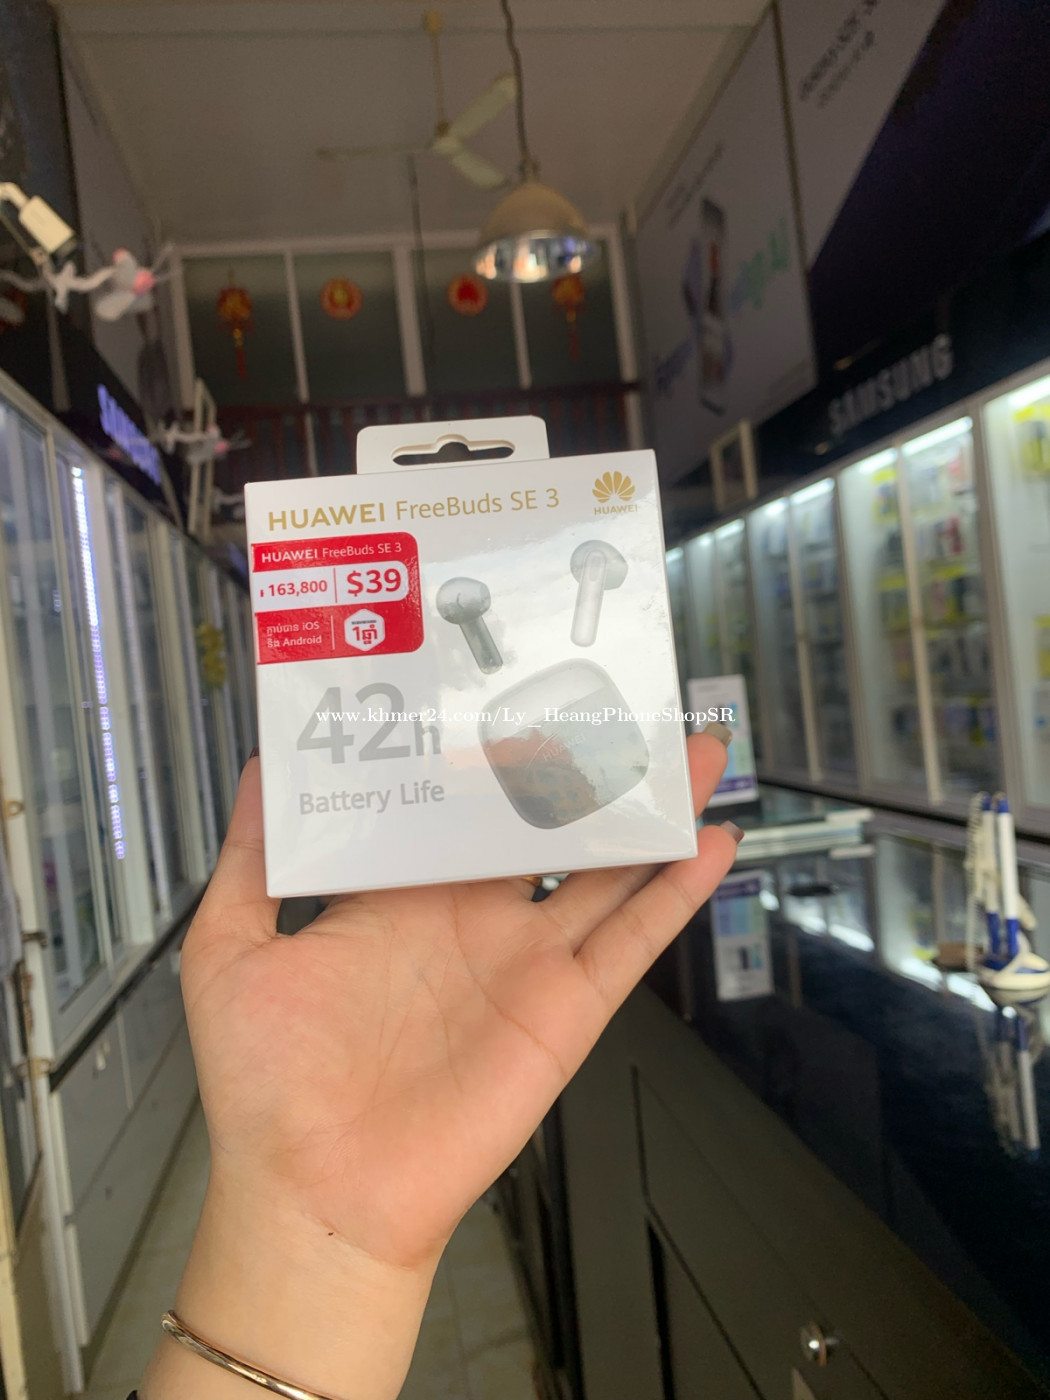 HUAWEI FreeBuds SE 3
HUAWEI
HUAWEI FreeBuds SE 3
163,800 $39
ភ្ជាប់បាន iOS
និង Android
1ឆ្នាំ
42h
Battery Life
www.khmer24.com/Ly_HeangPhoneShopSR
SAMSUNG